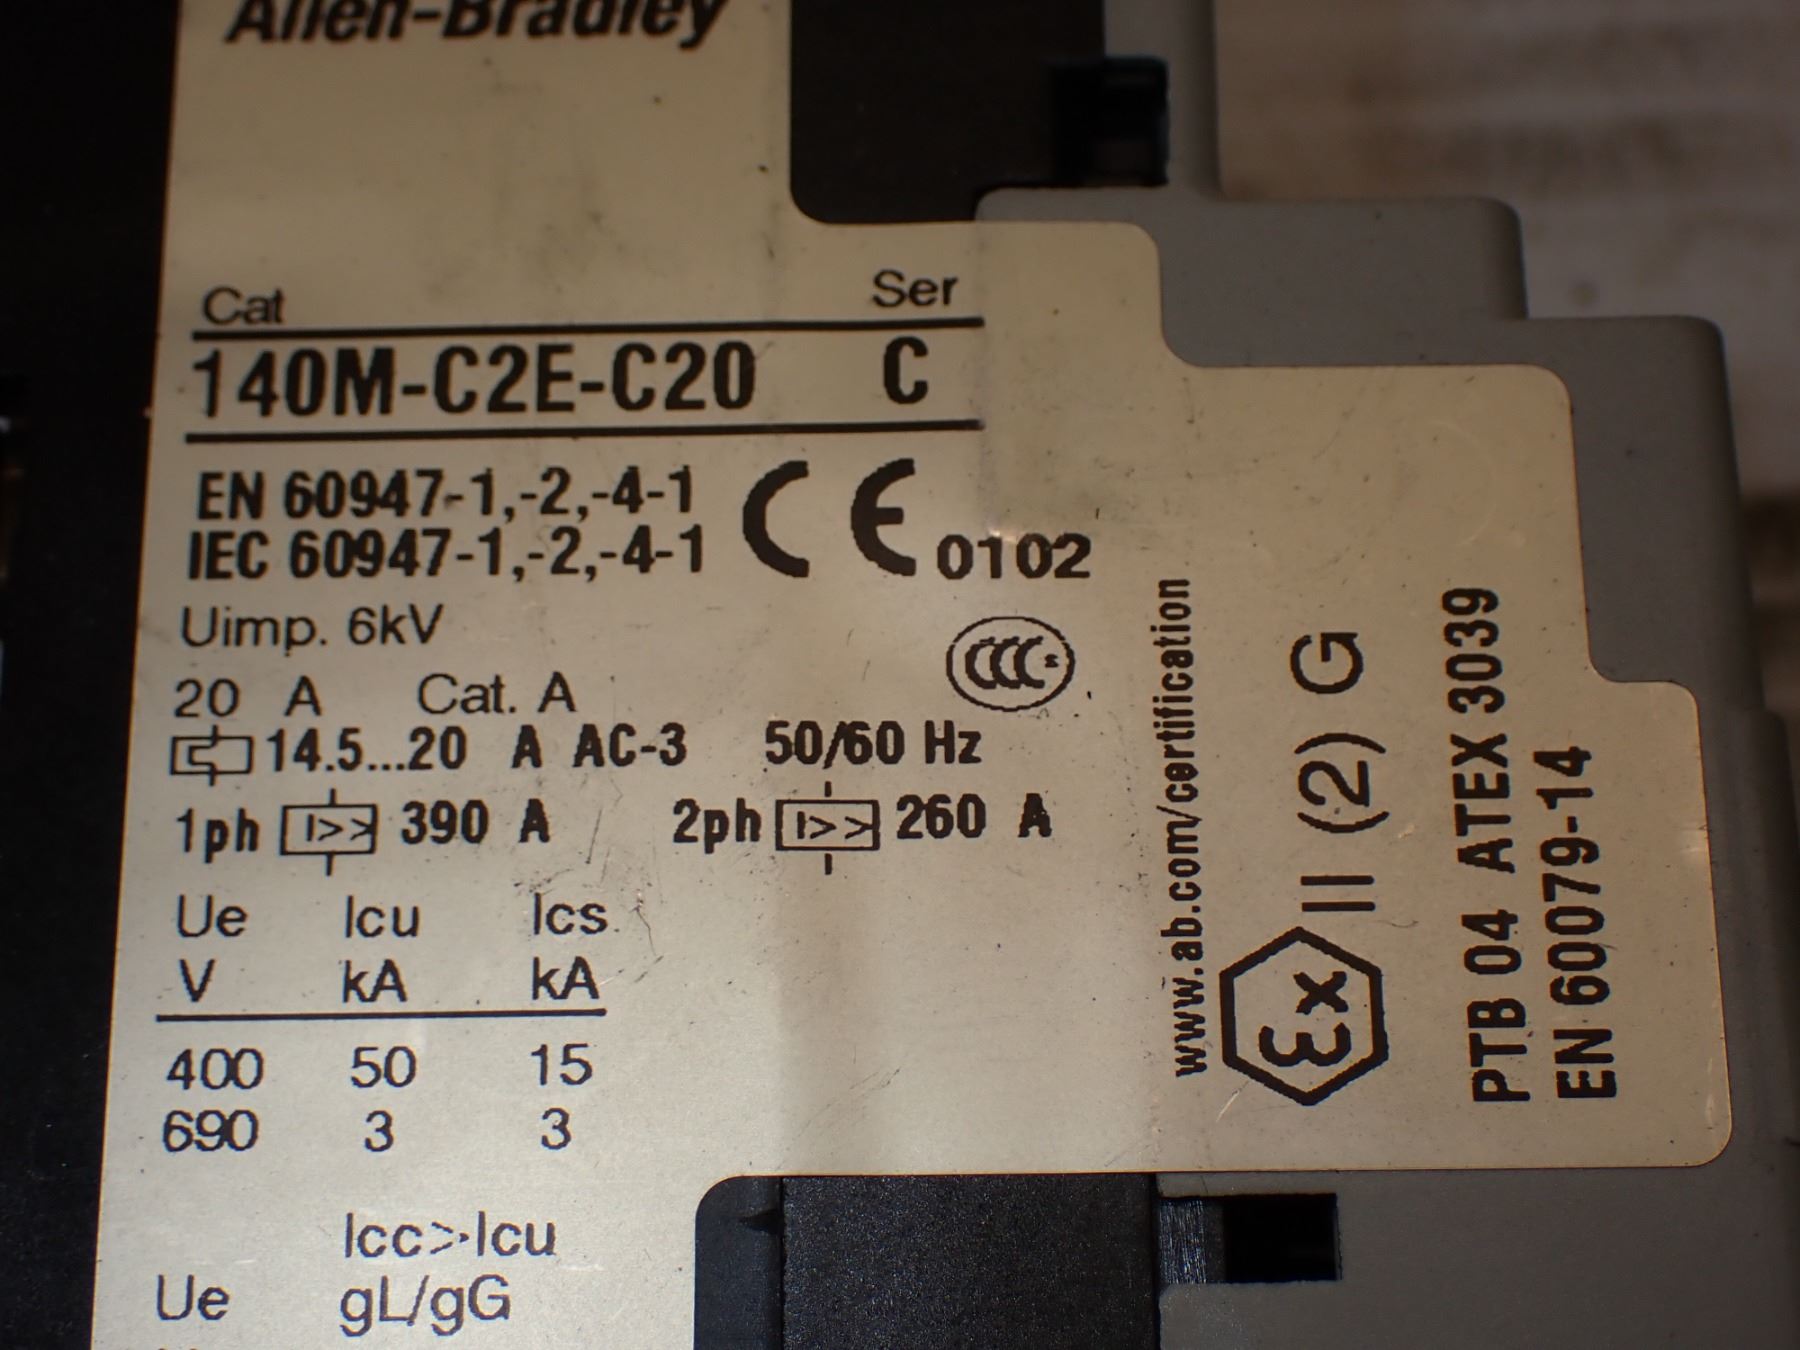 Allen-Bradley
Cat Ser
140M-C2E-C20 C
EN 60947-1,-2,-4-1
IEC 60947-1,-2,-4-1
CE 0102
Uimp. 6kV
CCC
20 A Cat. A
14.5...20 A AC-3 50/60 Hz
1ph I>> 390 A 2ph I>> 260 A
Ue Icu Ics
V kA kA
400 50 15
690 3 3
Icc>Icu
Ue gL/gG
www.ab.com/certification
Ex II (2) G
PTB 04 ATEX 3039
EN 60079-14